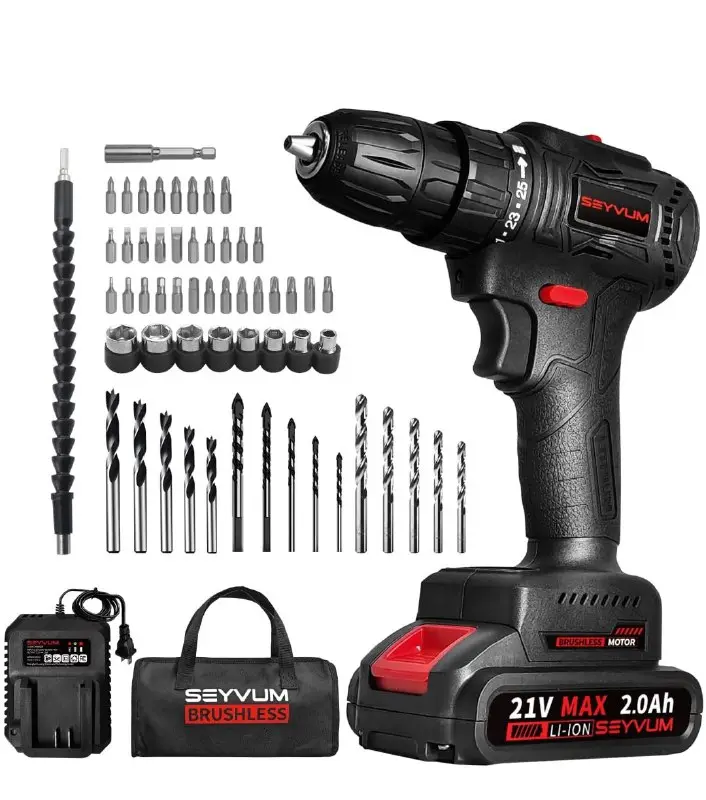 1 ▪ 23 ▪ 25
SEYVUM
BRUSHLESS MOTOR
21V MAX 2.0Ah
LI-ION SEYVUM
SEYVUM
SEYVUM
BRUSHLESS